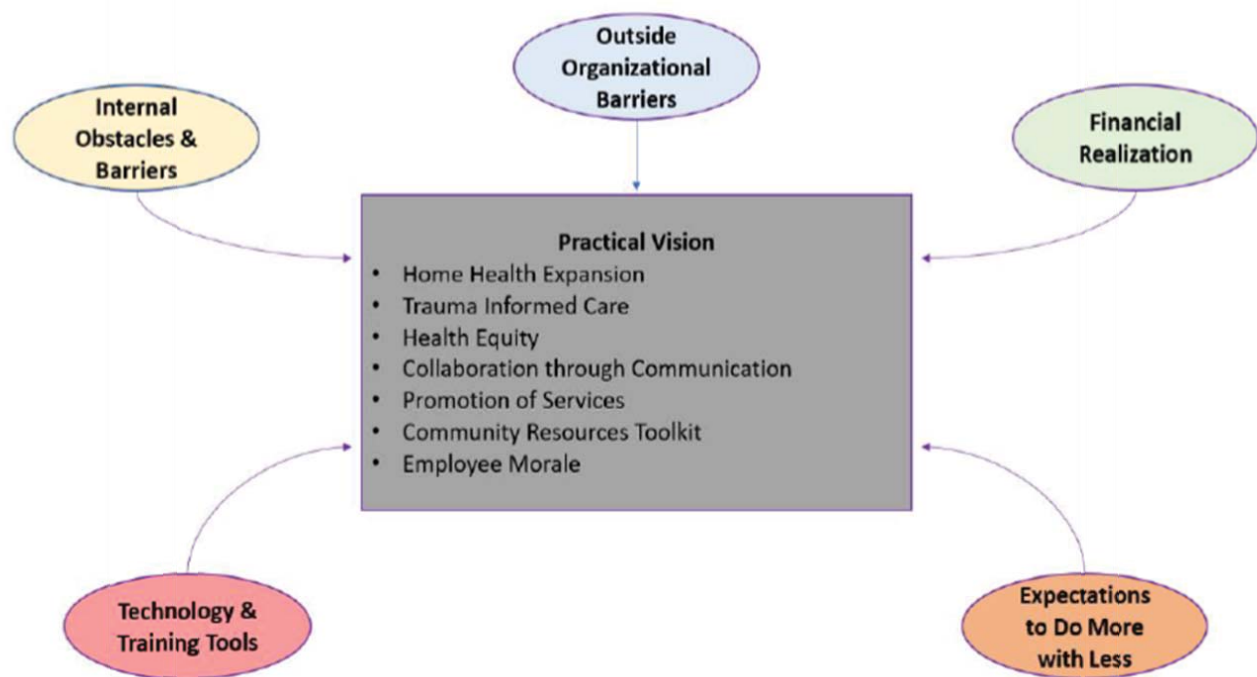 Outside
Organizational
Barriers
Internal
Obstacles &
Barriers
Financial
Realization
Practical Vision
• Home Health Expansion
• Trauma Informed Care
• Health Equity
• Collaboration through Communication
• Promotion of Services
• Community Resources Toolkit
• Employee Morale
Technology &
Training Tools
Expectations
to Do More
with Less